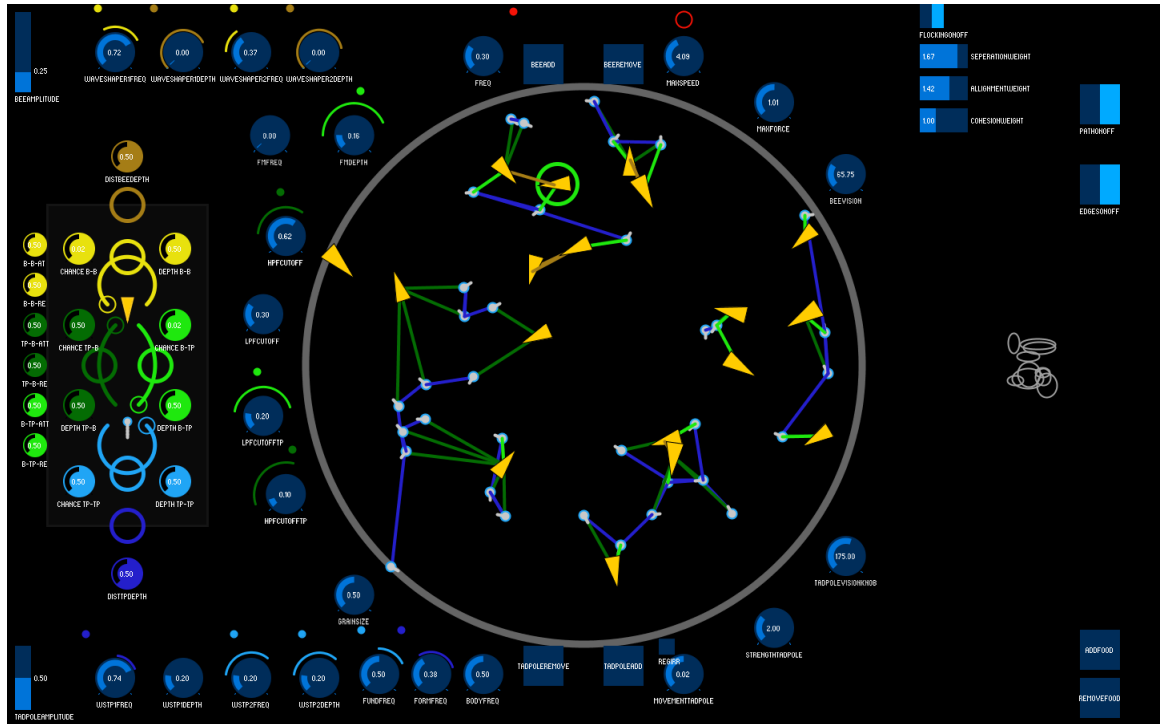 0.25
BEEAMPLITUDE
0.72
WAVESHAPER1FREQ
0.00
WAVESHAPER1DEPTH
0.37
WAVESHAPER2FREQ
0.00
WAVESHAPER2DEPTH
0.30
FREQ
BEEADD
BEEREMOVE
4.09
MAXSPEED
FLOCKINGONOFF
1.67
SEPERATIONWEIGHT
1.42
ALLIGNMENTWEIGHT
1.00
COHESIONWEIGHT
1.01
MAXFORCE
PATHONOFF
0.00
FMFREQ
0.16
FMDEPTH
0.50
DISTBEEDEPTH
65.75
BEEVISION
EDGESONOFF
0.62
HPFCUTOFF
0.50
B-B-AT
0.02
CHANCE B-B
0.50
DEPTH B-B
0.50
B-B-RE
0.30
LPFCUTOFF
0.50
TP-B-ATT
0.50
CHANCE TP-B
0.02
CHANCE B-TP
0.50
TP-B-RE
0.50
B-TP-ATT
0.50
DEPTH TP-B
0.50
DEPTH B-TP
0.20
LPFCUTOFFTP
0.50
B-TP-RE
0.50
CHANCE TP-TP
0.50
DEPTH TP-TP
0.10
HPFCUTOFFTP
0.50
DISTTPDEPTH
0.50
GRAINSIZE
175.00
TADPOLEVISIONKNOB
2.00
STRENGTHTADPOLE
0.50
TADPOLEAMPLITUDE
0.74
WSTP1FREQ
0.20
WSTP1DEPTH
0.20
WSTP2FREQ
0.20
WSTP2DEPTH
0.50
FUNDFREQ
0.38
FORMFREQ
0.50
BODYFREQ
TADPOLEREMOVE
TADPOLEADD
0.02
MOVEMENTTADPOLE
ADDFOOD
REMOVEFOOD